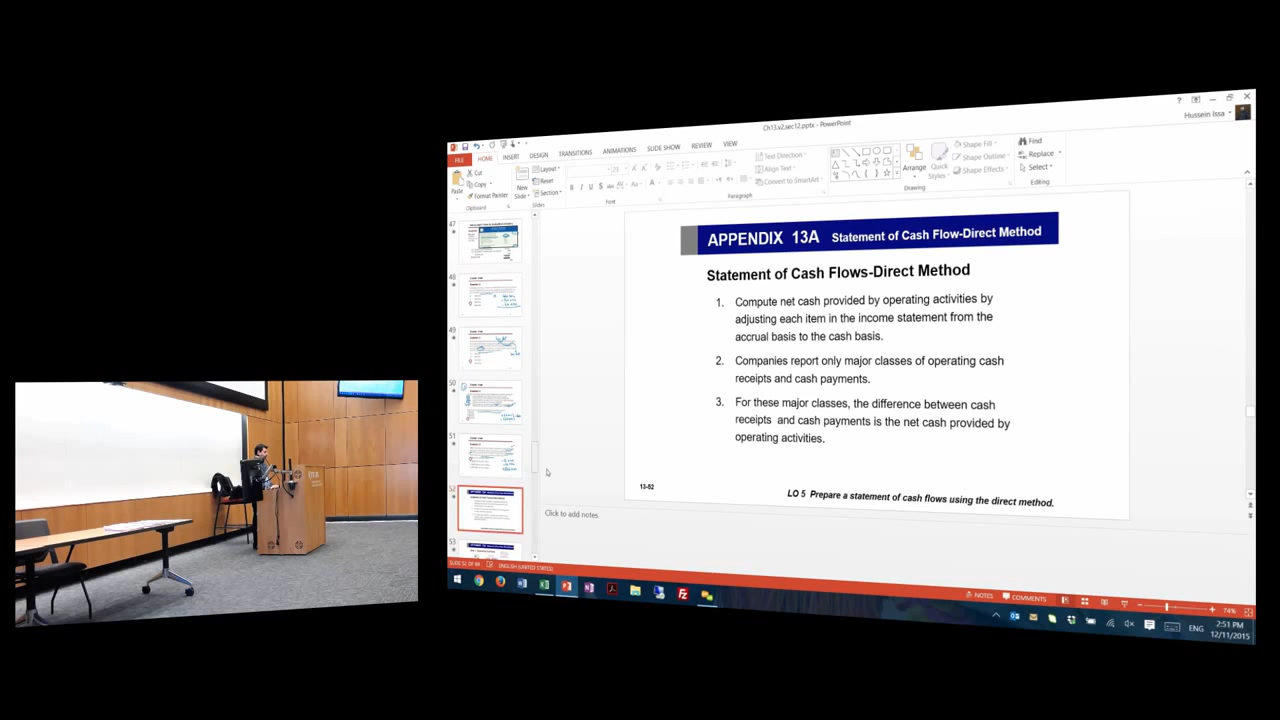 Ch13.v2.sec12.pptx - PowerPoint
Hussein Issa
FILE HOME INSERT DESIGN TRANSITIONS ANIMATIONS SLIDE SHOW REVIEW VIEW
Paste
Cut
Copy
Format Painter
Clipboard
New
Slide
Layout
Reset
Section
Slides
Font
Text Direction
Align Text
Convert to SmartArt
Paragraph
Arrange
Quick
Styles
Shape Fill
Shape Outline
Shape Effects
Drawing
Find
Replace
Select
Editing
47
48
49
50
51
52
53
APPENDIX 13A Statement of Cash Flow-Direct Method
Statement of Cash Flows-Direct Method
1. Compute net cash provided by operating activities by
adjusting each item in the income statement from the
accrual basis to the cash basis.
2. Companies report only major classes of operating cash
receipts and cash payments.
3. For these major classes, the difference between cash
receipts and cash payments is the net cash provided by
operating activities.
13-52
LO 5 Prepare a statement of cash flows using the direct method.
Click to add notes
ENGLISH (UNITED STATES)
NOTES
COMMENTS
74%
ENG
2:51 PM
12/11/2015